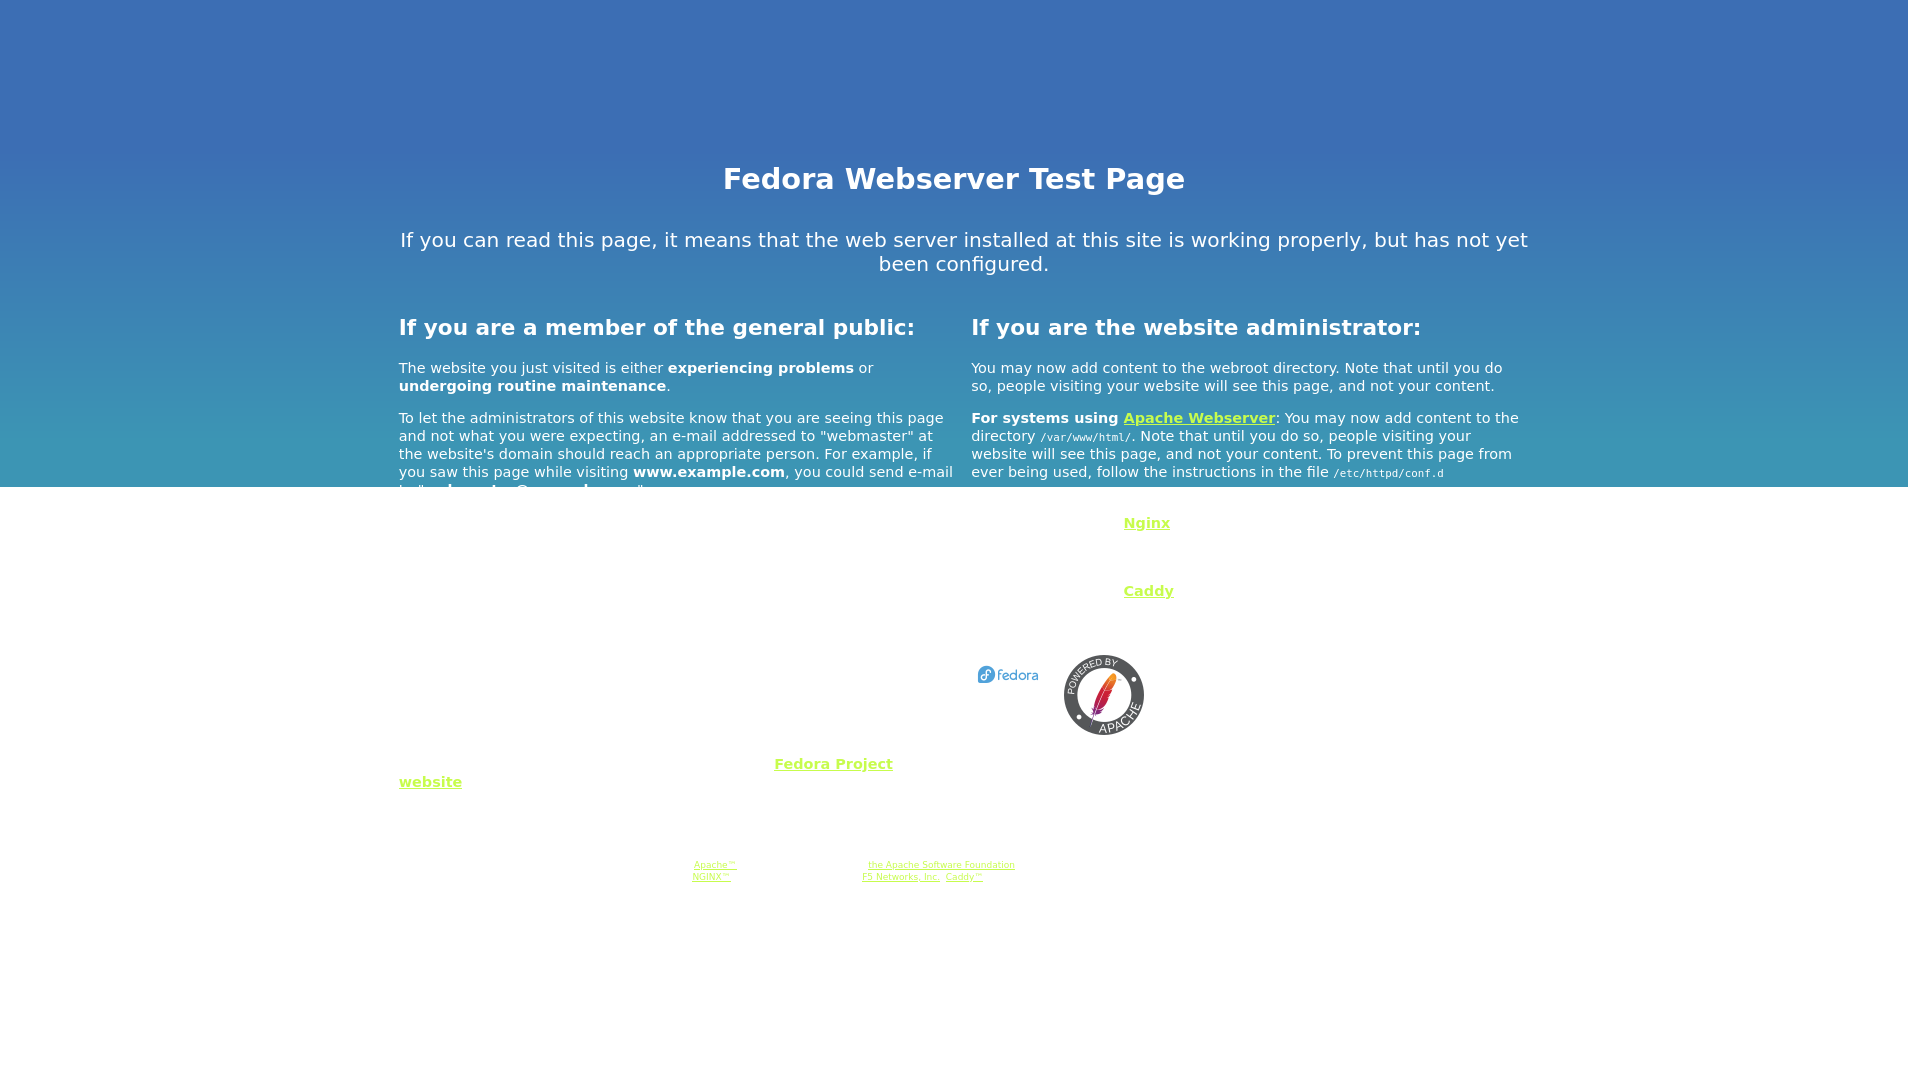 Fedora Webserver Test Page
If you can read this page, it means that the web server installed at this site is working properly, but has not yet
been configured.
If you are a member of the general public:
The website you just visited is either experiencing problems or
undergoing routine maintenance.
To let the administrators of this website know that you are seeing this page
and not what you were expecting, an e-mail addressed to "webmaster" at
the website's domain should reach an appropriate person. For example, if
you saw this page while visiting www.example.com, you could send e-mail
If you are the website administrator:
You may now add content to the webroot directory. Note that until you do
so, people visiting your website will see this page, and not your content.
For systems using Apache Webserver: You may now add content to the
directory /var/www/html/. Note that until you do so, people visiting your
website will see this page, and not your content. To prevent this page from
ever being used, follow the instructions in the file /etc/httpd/conf.d
Nginx
Caddy
fedora
POWERED BY
APACHE
Fedora Project
website
Apache™ the Apache Software Foundation
NGINX™ F5 Networks, Inc. Caddy™